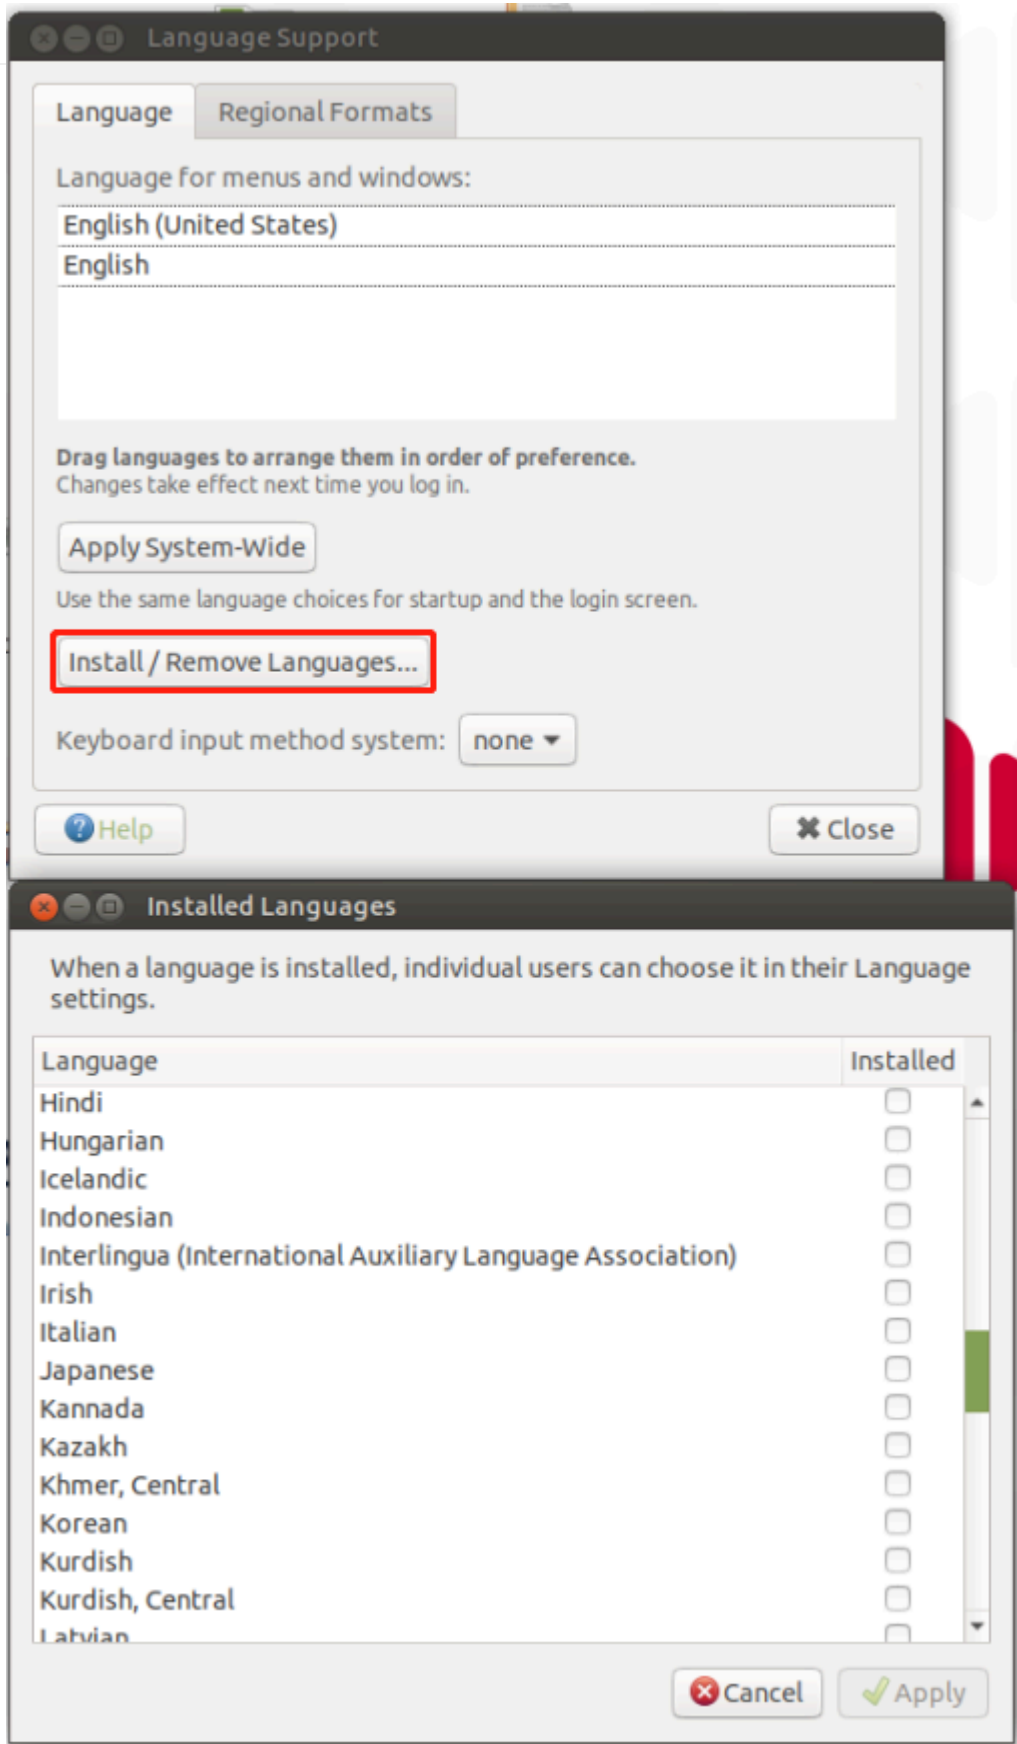 Language Support
Language
Regional Formats
Language for menus and windows:
English (United States)
English
Drag languages to arrange them in order of preference.
Changes take effect next time you log in.
Apply System-Wide
Use the same language choices for startup and the login screen.
Install / Remove Languages...
Keyboard input method system: none
Help
Close
Installed Languages
When a language is installed, individual users can choose it in their Language
settings.
Language
Installed
Hindi
Hungarian
Icelandic
Indonesian
Interlingua (International Auxiliary Language Association)
Irish
Italian
Japanese
Kannada
Kazakh
Khmer, Central
Korean
Kurdish
Kurdish, Central
Latvian
Cancel
Apply